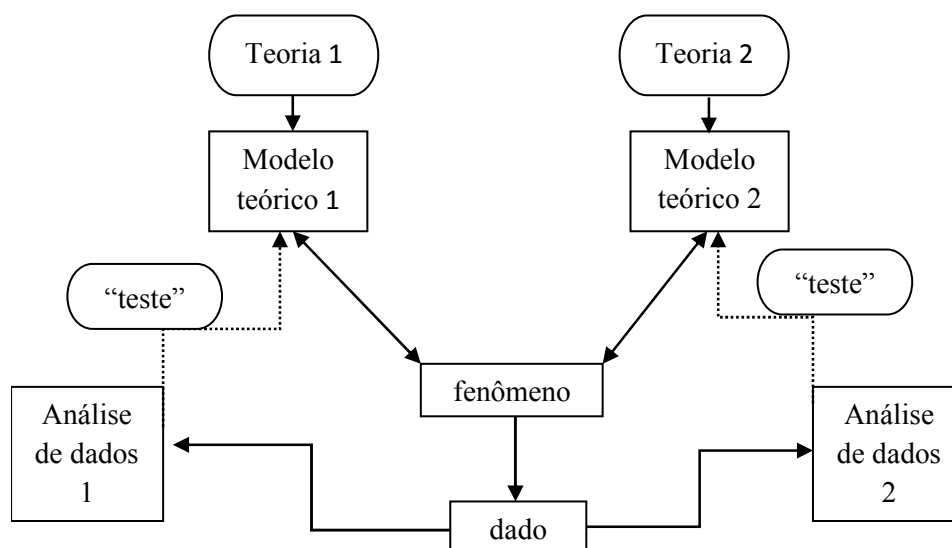 Teoria 1
Teoria 2
Modelo
teórico 1
Modelo
teórico 2
“teste”
“teste”
fenômeno
Análise
de dados
1
Análise
de dados
2
dado